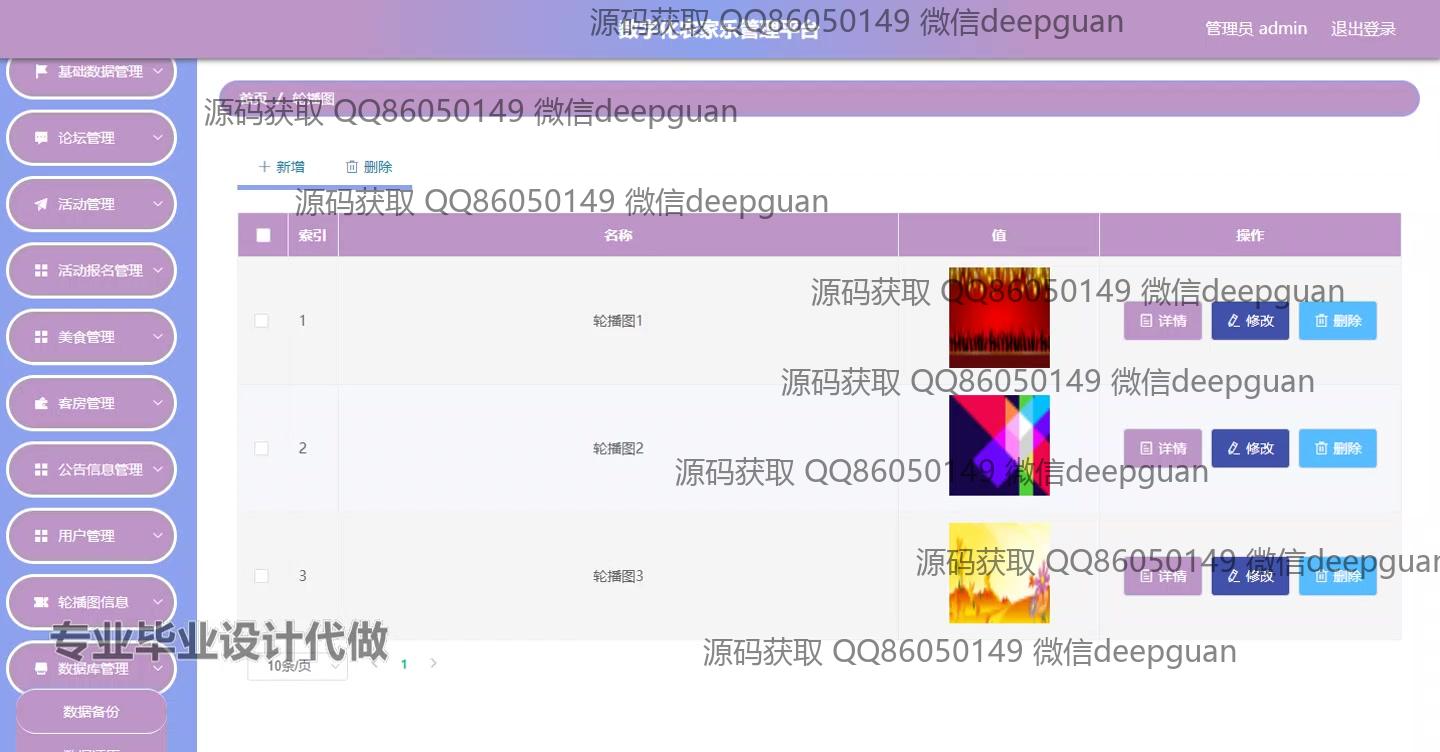 数字化农家乐管理平台
源码获取 QQ86050149 微信deepguan
管理员 admin
退出登录
基础数据管理
首页 / 轮播图
源码获取 QQ86050149 微信deepguan
论坛管理
新增
删除
活动管理
源码获取 QQ86050149 微信deepguan
索引
名称
值
操作
活动报名管理
源码获取 QQ86050149 微信deepguan
1
轮播图1
详情
修改
删除
美食管理
源码获取 QQ86050149 微信deepguan
客房管理
2
轮播图2
详情
修改
删除
公告信息管理
源码获取 QQ86050149 微信deepguan
用户管理
源码获取 QQ86050149 微信deepguan
3
轮播图3
详情
修改
删除
轮播图信息
专业毕业设计代做
源码获取 QQ86050149 微信deepguan
数据库管理
10条/页
1
数据备份